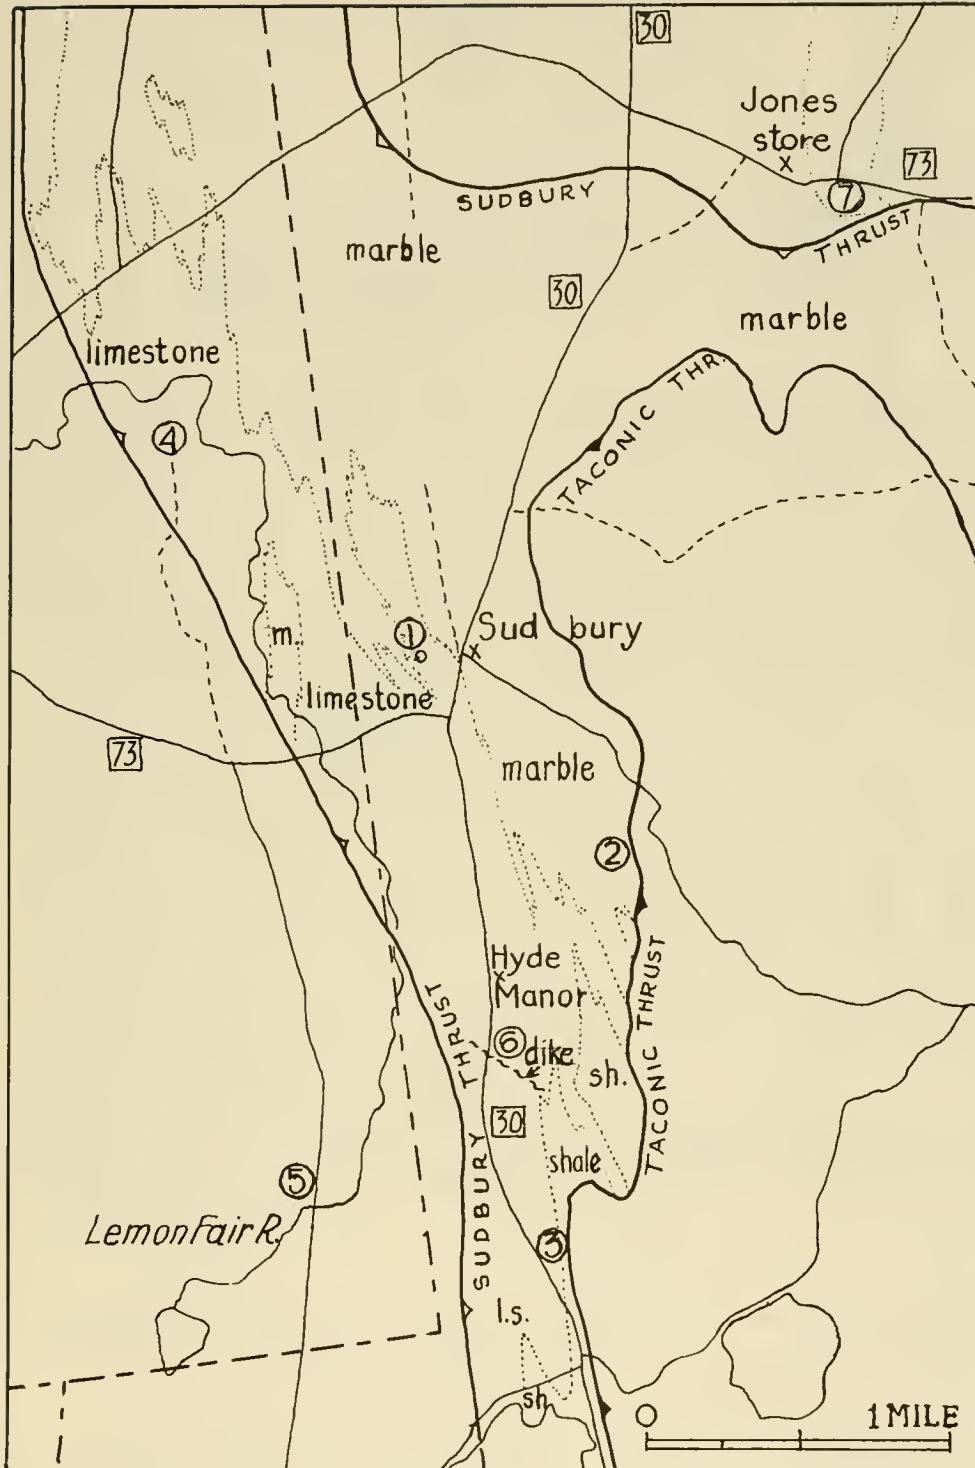 30
Jones
store
73
7
SUDBURY
THRUST
marble
30
marble
limestone
TACONIC THR.
4
1
Sudbury
m.
limestone
73
marble
2
Hyde
Manor
6
dike
sh.
SUDBURY THRUST
TACONIC THRUST
30
shale
5
Lemon Fair R.
3
l.s.
sh
0
1 MILE